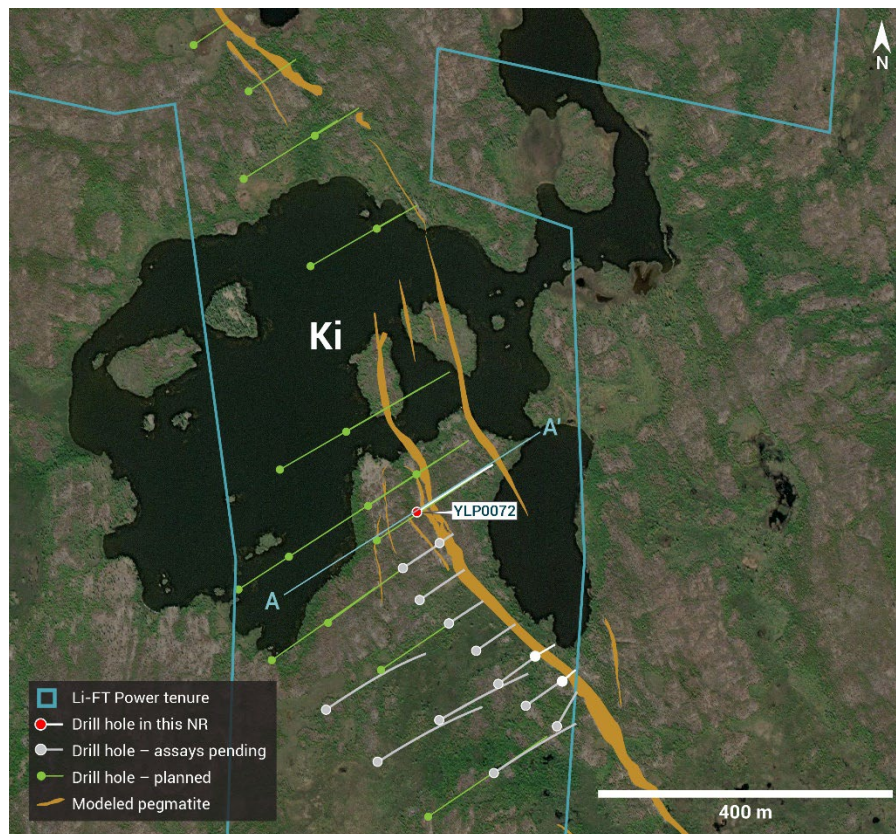 N
Ki
A'
YLP0072
A
Li-FT Power tenure
Drill hole in this NR
Drill hole – assays pending
Drill hole – planned
Modeled pegmatite
400 m